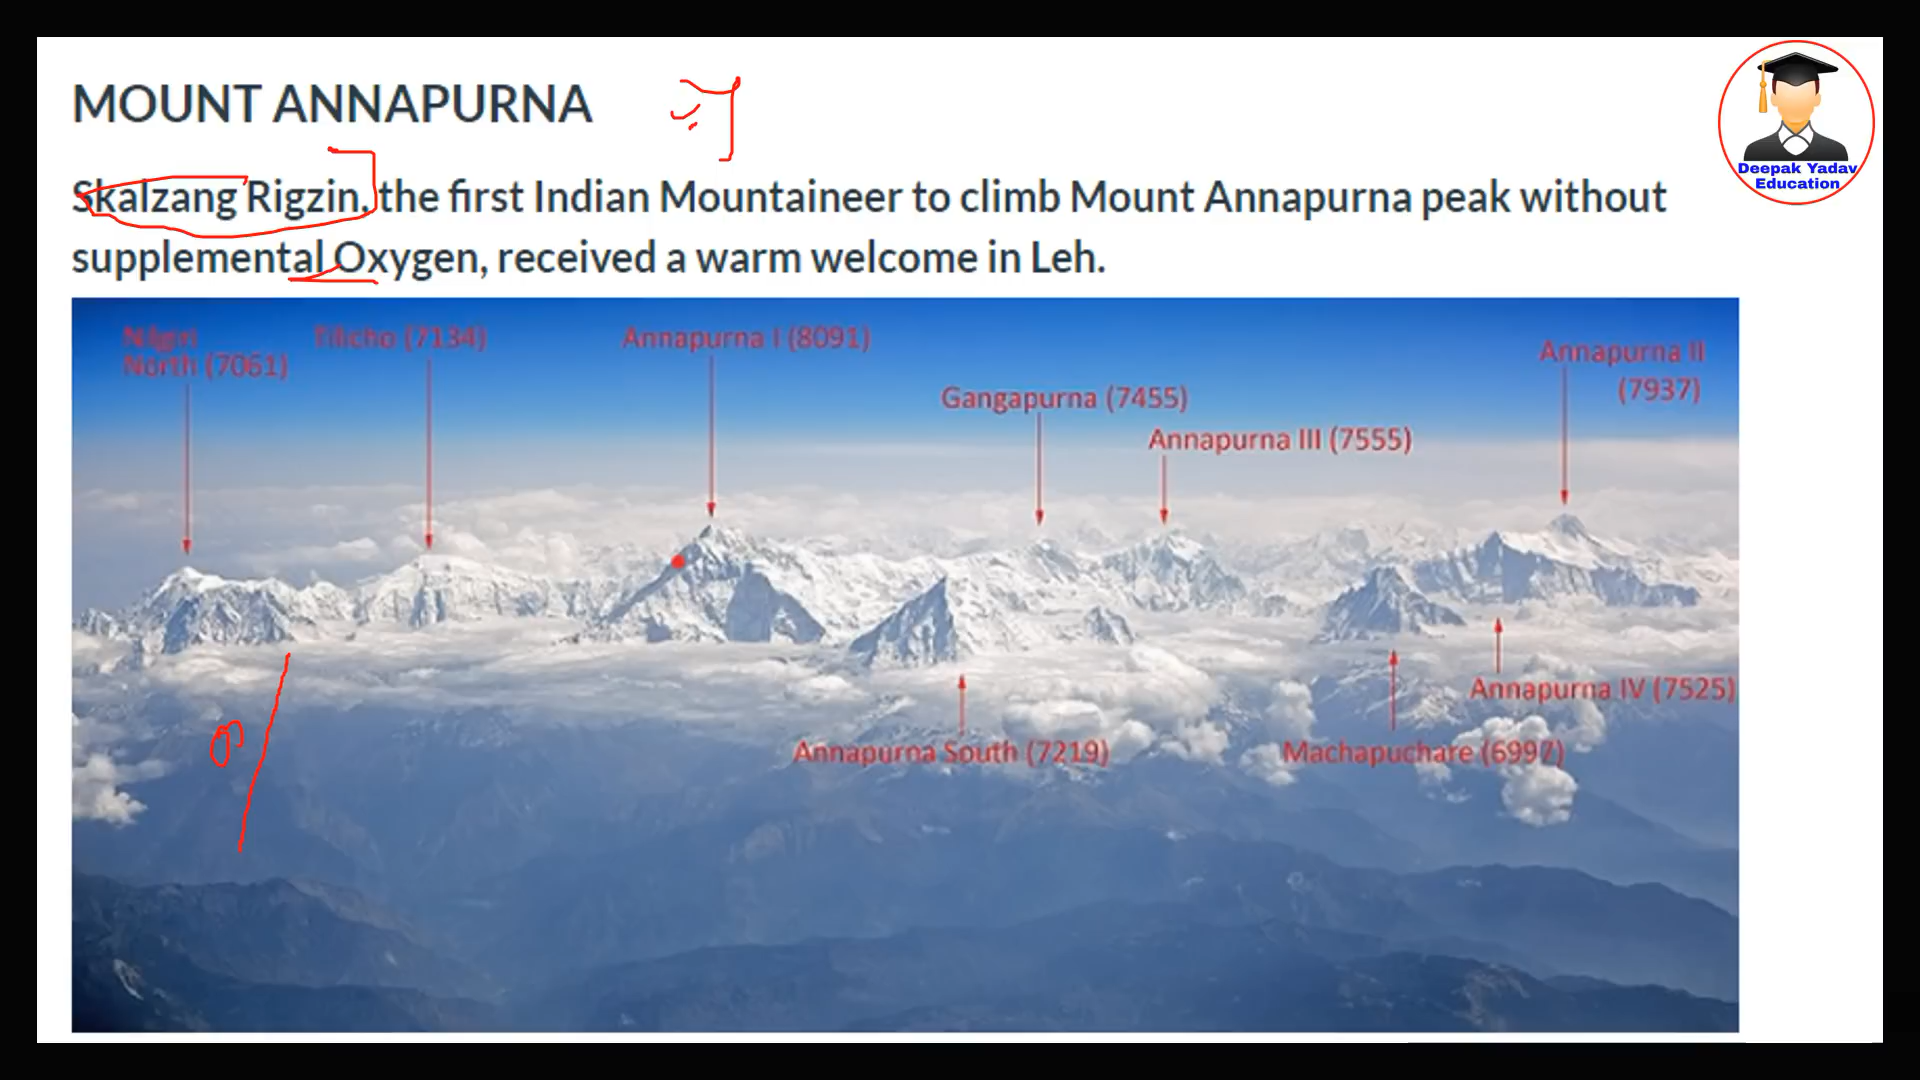 MOUNT ANNAPURNA
Skalzang Rigzin, the first Indian Mountaineer to climb Mount Annapurna peak without
supplemental Oxygen, received a warm welcome in Leh.
Deepak Yadav
Education
Nilgiri
North (7061)
Tilicho (7134)
Annapurna I (8091)
Gangapurna (7455)
Annapurna III (7555)
Annapurna II
(7937)
Annapurna South (7219)
Machapuchare (6997)
Annapurna IV (7525)